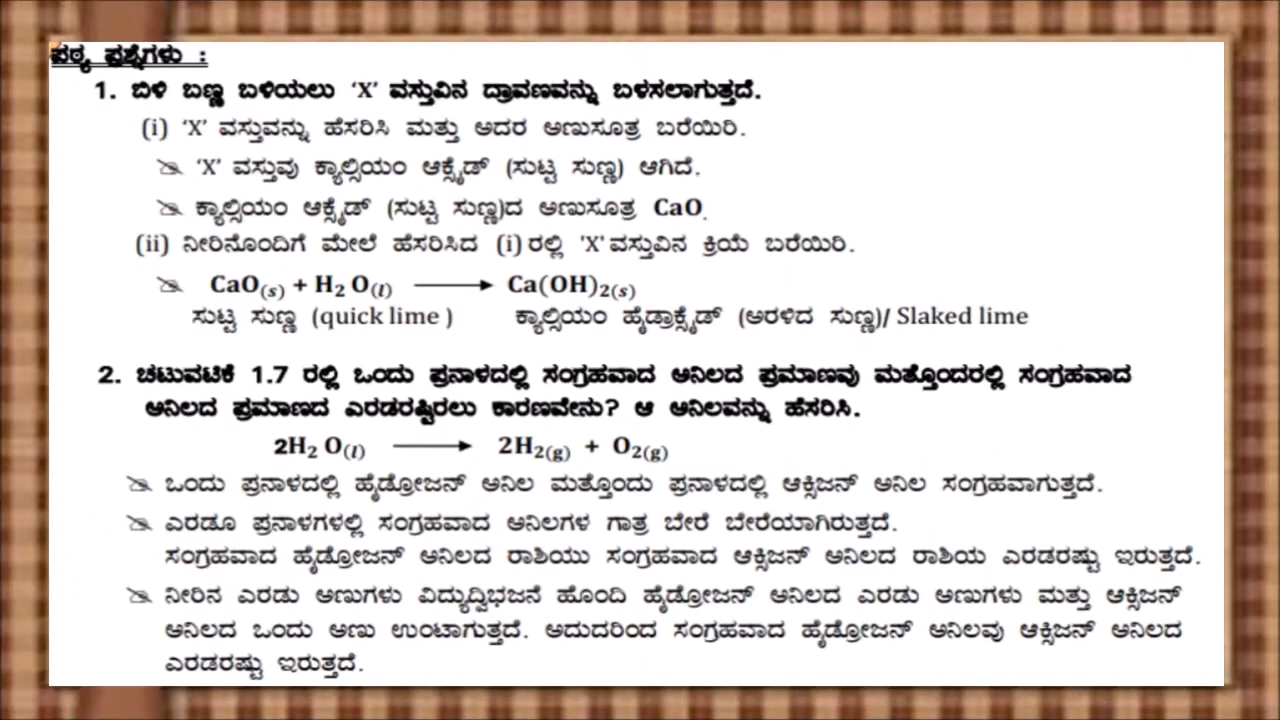 ಪಠ್ಯ ಪ್ರಶ್ನೆಗಳು :
1. ಬಿಳಿ ಬಣ್ಣ ಬಳಿಯಲು ‘X’ ವಸ್ತುವಿನ ದ್ರಾವಣವನ್ನು ಬಳಸಲಾಗುತ್ತದೆ.
(i) ‘X’ ವಸ್ತುವನ್ನು ಹೆಸರಿಸಿ ಮತ್ತು ಅದರ ಅಣುಸೂತ್ರ ಬರೆಯಿರಿ.
‘X’ ವಸ್ತುವು ಕ್ಯಾಲ್ಸಿಯಂ ಆಕ್ಸೈಡ್ (ಸುಟ್ಟ ಸುಣ್ಣ) ಆಗಿದೆ.
ಕ್ಯಾಲ್ಸಿಯಂ ಆಕ್ಸೈಡ್ (ಸುಟ್ಟ ಸುಣ್ಣ)ದ ಅಣುಸೂತ್ರ CaO.
(ii) ನೀರಿನೊಂದಿಗೆ ಮೇಲೆ ಹೆಸರಿಸಿದ (i) ರಲ್ಲಿ ‘X’ ವಸ್ತುವಿನ ಕ್ರಿಯೆ ಬರೆಯಿರಿ.
CaO(s) + H₂ O(l) ⟶ Ca(OH)₂(s)
ಸುಟ್ಟ ಸುಣ್ಣ (quick lime ) ಕ್ಯಾಲ್ಸಿಯಂ ಹೈಡ್ರಾಕ್ಸೈಡ್ (ಅರಳಿದ ಸುಣ್ಣ)/ Slaked lime
2. ಚಟುವಟಿಕೆ 1.7 ರಲ್ಲಿ ಒಂದು ಪ್ರನಾಳದಲ್ಲಿ ಸಂಗ್ರಹವಾದ ಅನಿಲದ ಪ್ರಮಾಣವು ಮತ್ತೊಂದರಲ್ಲಿ ಸಂಗ್ರಹವಾದ
ಅನಿಲದ ಪ್ರಮಾಣದ ಎರಡರಷ್ಟಿರಲು ಕಾರಣವೇನು? ಆ ಅನಿಲವನ್ನು ಹೆಸರಿಸಿ.
2H₂ O(l) ⟶ 2H₂(g) + O₂(g)
ಒಂದು ಪ್ರನಾಳದಲ್ಲಿ ಹೈಡ್ರೋಜನ್ ಅನಿಲ ಮತ್ತೊಂದು ಪ್ರನಾಳದಲ್ಲಿ ಆಕ್ಸಿಜನ್ ಅನಿಲ ಸಂಗ್ರಹವಾಗುತ್ತದೆ.
ಎರಡೂ ಪ್ರನಾಳಗಳಲ್ಲಿ ಸಂಗ್ರಹವಾದ ಅನಿಲಗಳ ಗಾತ್ರ ಬೇರೆ ಬೇರೆಯಾಗಿರುತ್ತದೆ.
ಸಂಗ್ರಹವಾದ ಹೈಡ್ರೋಜನ್ ಅನಿಲದ ರಾಶಿಯು ಸಂಗ್ರಹವಾದ ಆಕ್ಸಿಜನ್ ಅನಿಲದ ರಾಶಿಯ ಎರಡರಷ್ಟು ಇರುತ್ತದೆ.
ನೀರಿನ ಎರಡು ಅಣುಗಳು ವಿದ್ಯುದ್ವಿಭಜನೆ ಹೊಂದಿ ಹೈಡ್ರೋಜನ್ ಅನಿಲದ ಎರಡು ಅಣುಗಳು ಮತ್ತು ಆಕ್ಸಿಜನ್
ಅನಿಲದ ಒಂದು ಅಣು ಉಂಟಾಗುತ್ತದೆ. ಅದುದರಿಂದ ಸಂಗ್ರಹವಾದ ಹೈಡ್ರೋಜನ್ ಅನಿಲವು ಆಕ್ಸಿಜನ್ ಅನಿಲದ
ಎರಡರಷ್ಟು ಇರುತ್ತದೆ.